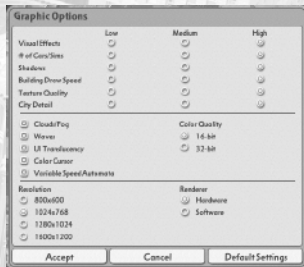 Graphic Options
Low Medium High
Visual Effects
# of Cars/Sims
Shadows
Building Draw Speed
Texture Quality
City Detail
Clouds/Fog
Waves
UI Translucency
Color Cursor
Variable Speed Automata
Color Quality
16-bit
32-bit
Resolution
800x600
1024x768
1280x1024
1600x1200
Renderer
Hardware
Software
Accept Cancel Default Settings